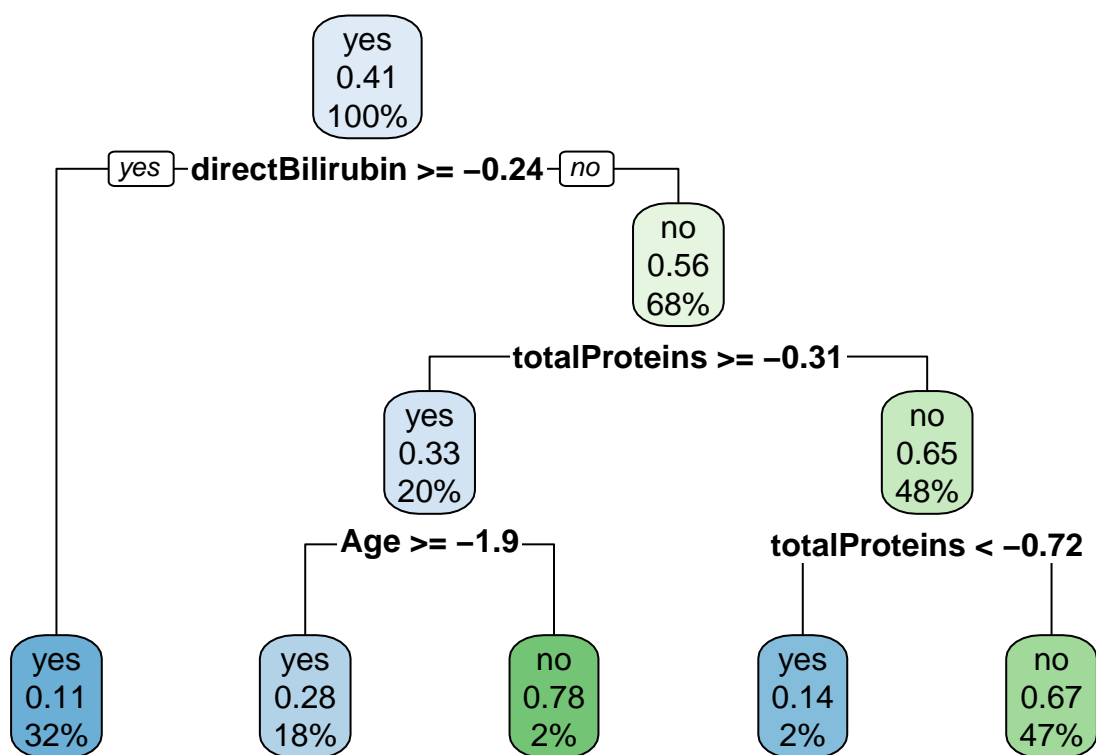 yes
0.41
100%
yes directBilirubin >= −0.24 no
no
0.56
68%
totalProteins >= −0.31
yes
0.33
20%
no
0.65
48%
Age >= −1.9
totalProteins < −0.72
yes
0.11
32%
yes
0.28
18%
no
0.78
2%
yes
0.14
2%
no
0.67
47%